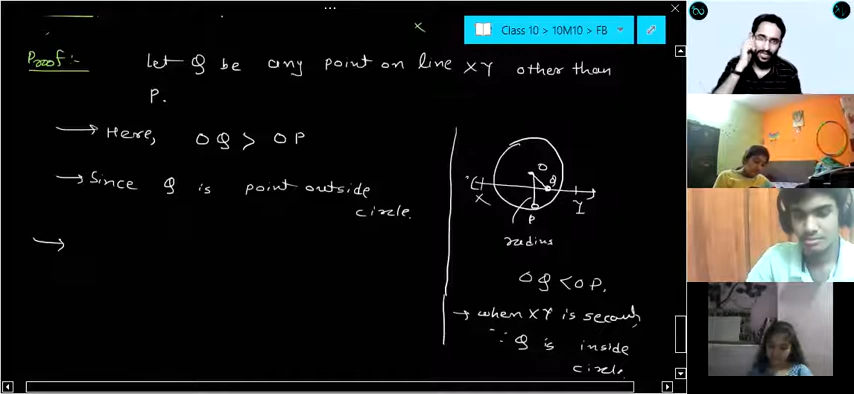 Class 10 > 10M10 > FB
Proof :-
Let Q be any point on line XY other than
P.
→ Here, OQ > OP
→ Since Q is point outside
circle.
→
O
Q
X
Y
P
radius
OQ < OP.
→ when XY is secant,
∵ Q is inside
circle.